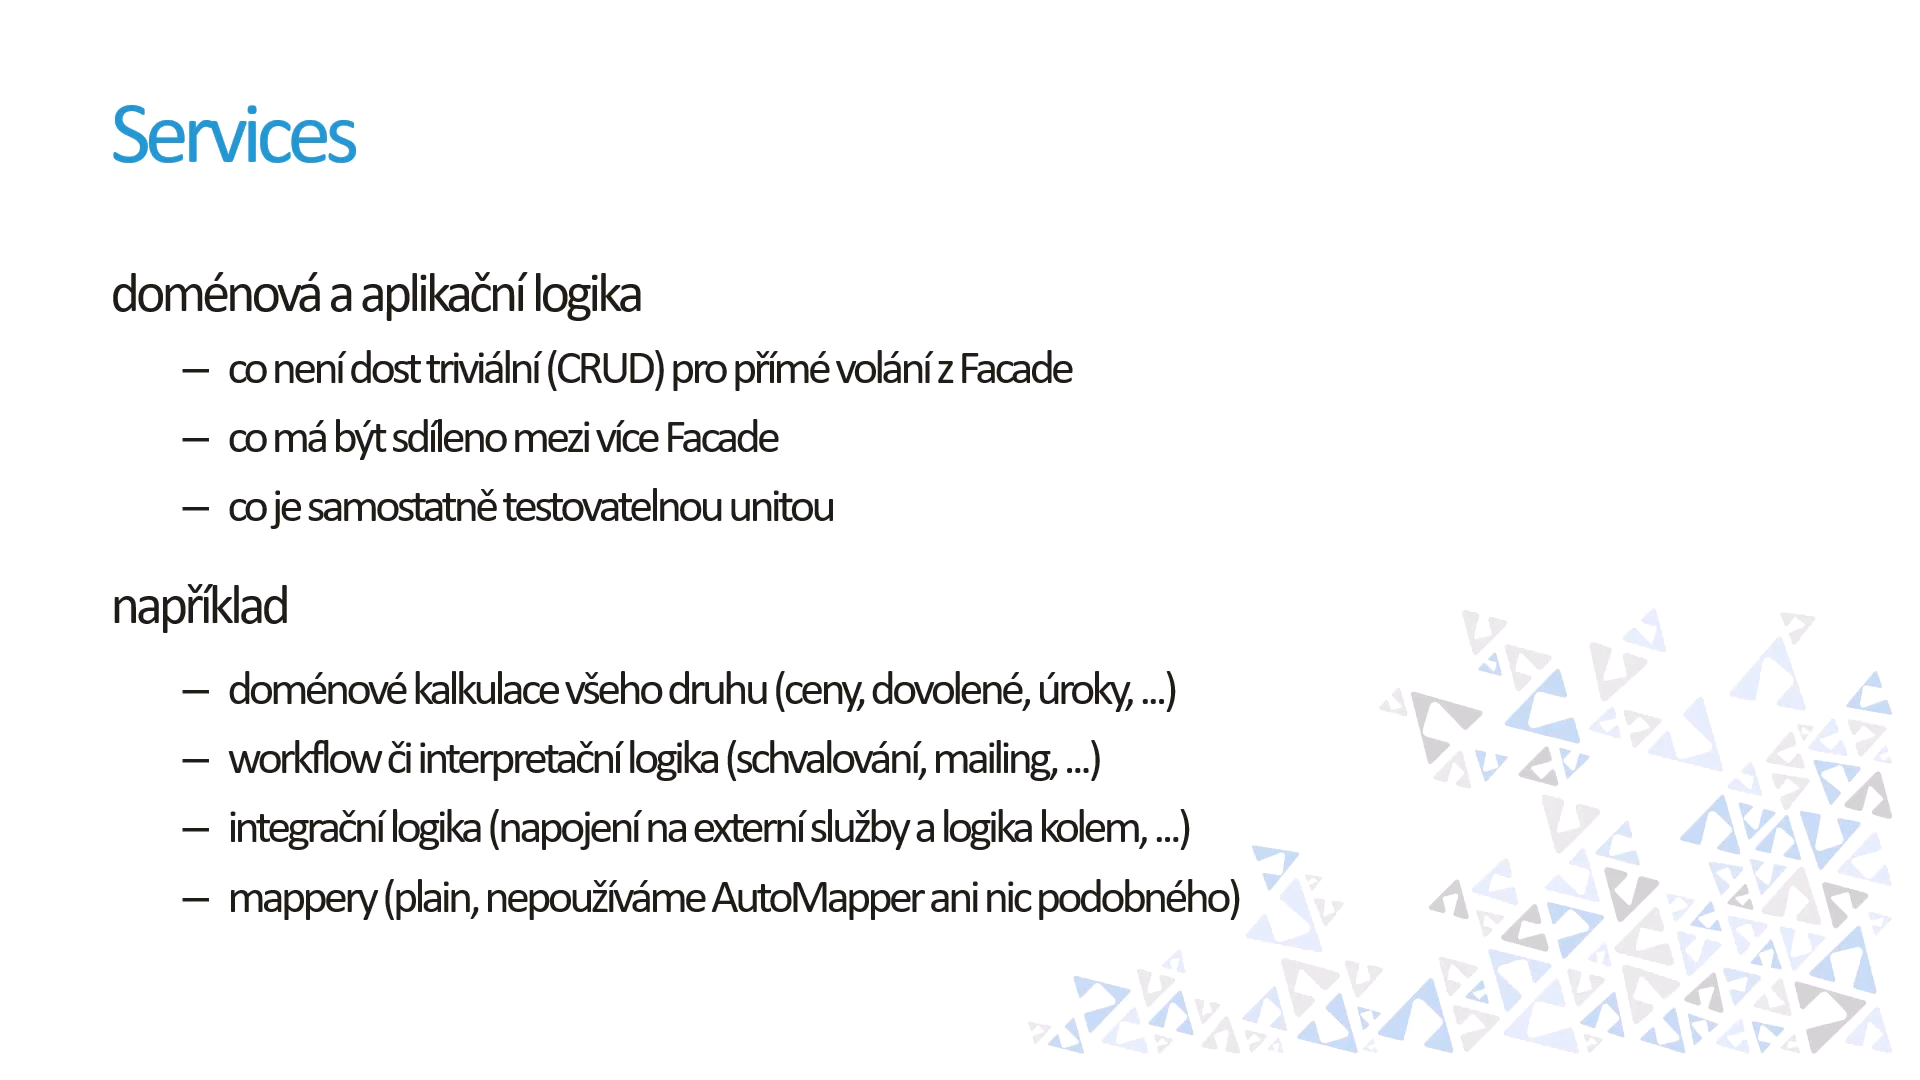 Services
doménová a aplikační logika
– co není dost triviální (CRUD) pro přímé volání z Facade
– co má být sdíleno mezi více Facade
– co je samostatně testovatelnou unitou
například
– doménové kalkulace všeho druhu (ceny, dovolené, úroky, ...)
– workflow či interpretační logika (schvalování, mailing, ...)
– integrační logika (napojení na externí služby a logika kolem, ...)
– mappery (plain, nepoužíváme AutoMapper ani nic podobného)